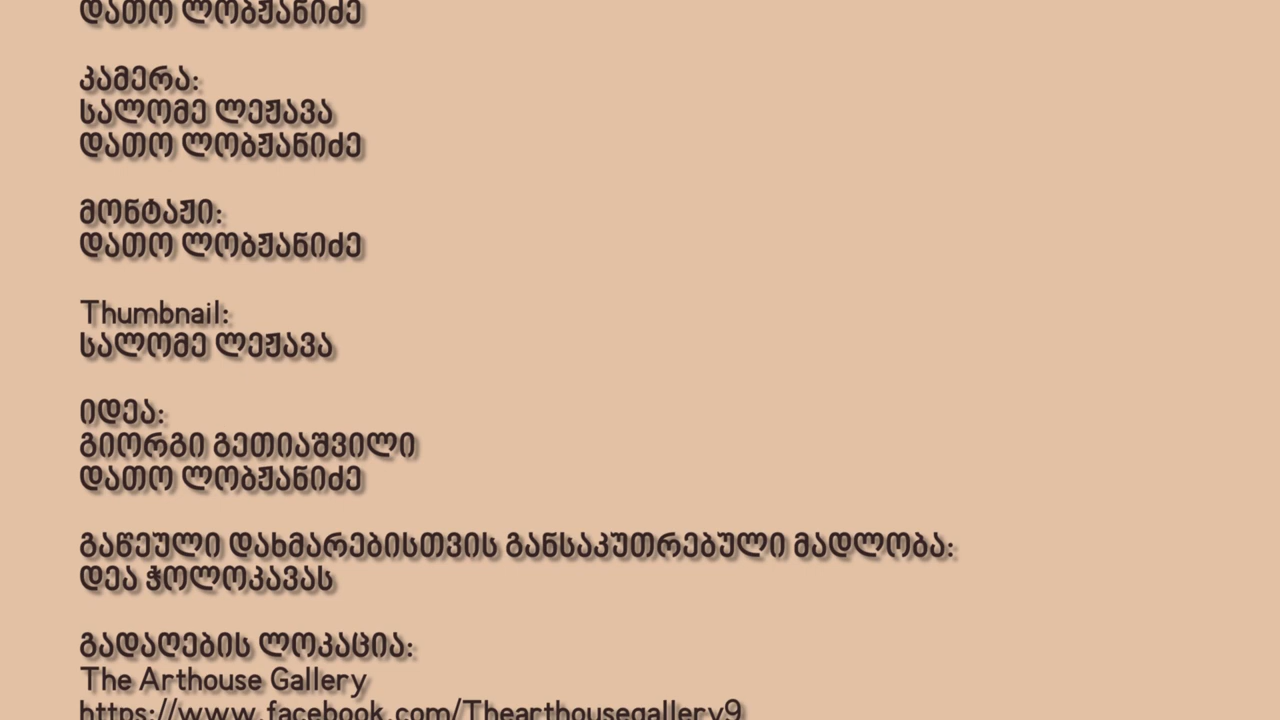 დათო ლობჟანიძე
კამერა:
სალომე ლეჟავა
დათო ლობჟანიძე
მონტაჟი:
დათო ლობჟანიძე
Thumbnail:
სალომე ლეჟავა
იდეა:
გიორგი გეთიაშვილი
დათო ლობჟანიძე
გაწეული დახმარებისთვის განსაკუთრებული მადლობა:
დეა ჭოლოკავას
გადაღების ლოკაცია:
The Arthouse Gallery
https://www.facebook.com/Thearthousegallery9